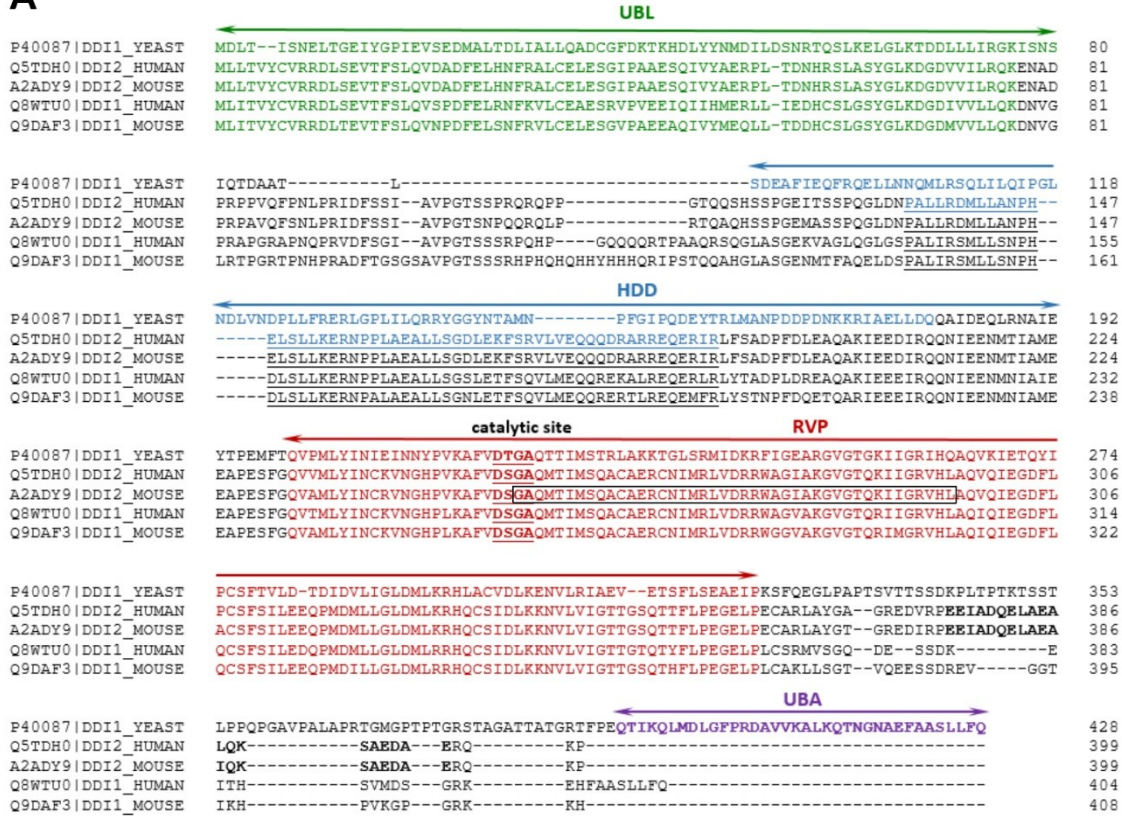 A
UBL
P40087|DDI1_YEAST MDLT--ISNELTGEIYGPIEVSEDMALTDLIALLQADCGFDKTKHDLYYNMDILDSNRTQSLKELGLKTDDLLLIRGKISNS 80
Q5TDH0|DDI2_HUMAN MLLTVYCVRRDLSEVTFSLQVDADFELHNFRALCELESGIPAAESQIVYAERPL-TDNHRSLASYGLKDGDVVILRQKENAD 81
A2ADY9|DDI2_MOUSE MLLTVYCVRRDLSEVTFSLQVDADFELHNFRALCELESGIPAAESQIVYAERPL-TDNHRSLASYGLKDGDVVILRQKENAD 81
Q8WTU0|DDI1_HUMAN MLITVYCVRRDLSEVTFSLQVSPDFELRNFKVLCEAESRVPVEEIQIIHMERLL-IEDHCSLGSYGLKDGDIVVLLQKDNVG 81
Q9DAF3|DDI1_MOUSE MLITVYCVRRDLTEVTFSLQVNPDFELSNFRVLCELESGVPAEEAQIVYMEQLL-TDDHCSLGSYGLKDGDMVVLLQKDNVG 81
P40087|DDI1_YEAST IQTDAAT----------L-----------------------------------SDEAFIEQFRQELLNNQMLRSQLILQIPGL 118
Q5TDH0|DDI2_HUMAN PRPPVQFPNLPRIDFSSI--AVPGTSSPRQRQPP------------GTQQSHSSPGEITSSPQGLDNPALLRDMLLANPH-- 147
A2ADY9|DDI2_MOUSE PRPAVQFSNLPRIDFSSI--AVPGTSNPQQRQLP------------RTQAQHSSPGEMASSPQGLDNPALLRDMLLANPH-- 147
Q8WTU0|DDI1_HUMAN PRAPGRAPNQPRVDFSGI--AVPGTSSSRPQHP---GQQQQRTPAAQRSQGLASGEKVAGLQGLGSPALIRSMLLSNPH-- 155
Q9DAF3|DDI1_MOUSE LRTPGRTPNHPRADFTGSGSAVPGTSSSRHPHQHQHHYHHHQRIPSTQQAHGLASGENMTFAQELDSPALIRSMLLSNPH-- 161
HDD
P40087|DDI1_YEAST NDLVNDPLLFRERLGPLILQRRYGGYNTAMN--------PFGIPQDEYTRLMANPDDPDNKKRIAELLDQQAIDEQLRNAIE 192
Q5TDH0|DDI2_HUMAN -----ELSLLKERNPPLAEALLSGDLEKFSRVLVEQQQDRARREQERIRLFSADPFDLEAQAKIEEDIRQQNIEENMTIAME 224
A2ADY9|DDI2_MOUSE -----ELSLLKERNPPLAEALLSGDLEKFSRVLVEQQQDRARREQERIRLFSADPFDLEAQAKIEEDIRQQNIEENMTIAME 224
Q8WTU0|DDI1_HUMAN -----DLSLLKERNPPLAEALLSGSLETFSQVLMEQQREKALREQERLRLYTADPLDREAQAKIEEEIRQQNIEENMNIAIE 232
Q9DAF3|DDI1_MOUSE -----DLSLLKERNPALAEALLSGNLETFSQVLMEQQRERTLREQEMFRLYSTNPFDQETQARIEEEIRQQNIEENMNIAME 238
catalytic site RVP
P40087|DDI1_YEAST YTPEMFTQVPMLYINIEINNYPVKAFVDTGAQTTIMSTRLAKKTGLSRMIDKRFIGEARGVGTGKIIGRIHQAQVKIETQYI 274
Q5TDH0|DDI2_HUMAN EAPESFGQVVMLYINCKVNGHPVKAFVDSGAQMTIMSQACAERCNIMRLVDRRWAGIAKGVGTQKIIGRVHLAQVQIEGDFL 306
A2ADY9|DDI2_MOUSE EAPESFGQVAMLYINCKVNGHPVKAFVDSGAQMTIMSQACAERCNIMRLVDRRWAGIAKGVGTQKIIGRVHLAQVQIEGDFL 306
Q8WTU0|DDI1_HUMAN EAPESFGQVTMLYINCKVNGHPLKAFVDSGAQMTIMSQACAERCNIMRLVDRRWAGVAKGVGTQRIIGRVHLAQIQIEGDFL 314
Q9DAF3|DDI1_MOUSE EAPESFGQVAMLYINCKVNGHPLKAFVDSGAQMTIMSQACAERCNIMRLVDRRWGGVAKGVGTQRIMGRVHLAQIQIEGDFL 322
P40087|DDI1_YEAST PCSFTVLD-TDIDVLIGLDMLKRHLACVDLKENVLRIAEV--ETSFLSEAEIPKSFQEGLPAPTSVTTSSDKPLTPTKTSST 353
Q5TDH0|DDI2_HUMAN PCSFSILEEQPMDMLLGLDMLKRHQCSIDLKKNVLVIGTTGSQTTFLPEGELPECARLAYGA--GREDVRPEEIADQELAEA 386
A2ADY9|DDI2_MOUSE ACSFSILEEQPMDMLLGLDMLKRHQCSIDLKKNVLVIGTTGSQTTFLPEGELPECARLAYGT--GREDIRPEEIADQELAEA 386
Q8WTU0|DDI1_HUMAN QCSFSILEDQPMDMLLGLDMLRRHQCSIDLKKNVLVIGTTGTQTYFLPEGELPLCSRMVSGQ--DE--SSDK--------E 383
Q9DAF3|DDI1_MOUSE QCSFSILEEQPMDILLGLDMLRRHQCSIDLKKNVLVIGTTGSQTHFLPEGELPLCAKLLSGT--VQEESSDREV----GGT 395
UBA
P40087|DDI1_YEAST LPPQPGAVPALAPRTGMGPTPTGRSTAGATTATGRTFPEQTIKQLMDLGFPRDAVVKALKQTNGNAEFAASLLFQ 428
Q5TDH0|DDI2_HUMAN LQK-----------SAEDA---ERQ---------KP--------------------------------------- 399
A2ADY9|DDI2_MOUSE IQK-----------SAEDA---ERQ---------KP--------------------------------------- 399
Q8WTU0|DDI1_HUMAN ITH-----------SVMDS---GRK---------EHFAASLLFQ------------------------------- 404
Q9DAF3|DDI1_MOUSE IKH-----------PVKGP---GRK---------KH--------------------------------------- 408